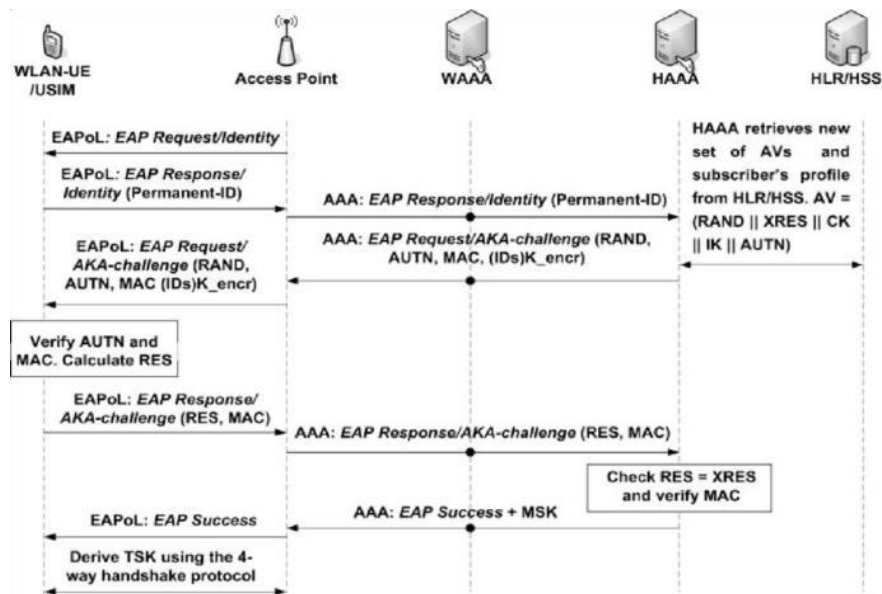 WLAN-UE
/USIM
Access Point
WAAA
HAAA
HLR/HSS
EAPoL: EAP Request/Identity
HAAA retrieves new
set of AVs and
subscriber's profile
from HLR/HSS. AV =
(RAND || XRES || CK
|| IK || AUTN)
EAPoL: EAP Response/
Identity (Permanent-ID)
AAA: EAP Response/Identity (Permanent-ID)
AAA: EAP Request/AKA-challenge (RAND,
AUTN, MAC, (IDs)K_encr)
EAPoL: EAP Request/
AKA-challenge (RAND,
AUTN, MAC (IDs)K_encr)
Verify AUTN and
MAC. Calculate RES
EAPoL: EAP Response/
AKA-challenge (RES, MAC)
AAA: EAP Response/AKA-challenge (RES, MAC)
Check RES = XRES
and verify MAC
AAA: EAP Success + MSK
EAPoL: EAP Success
Derive TSK using the 4-
way handshake protocol